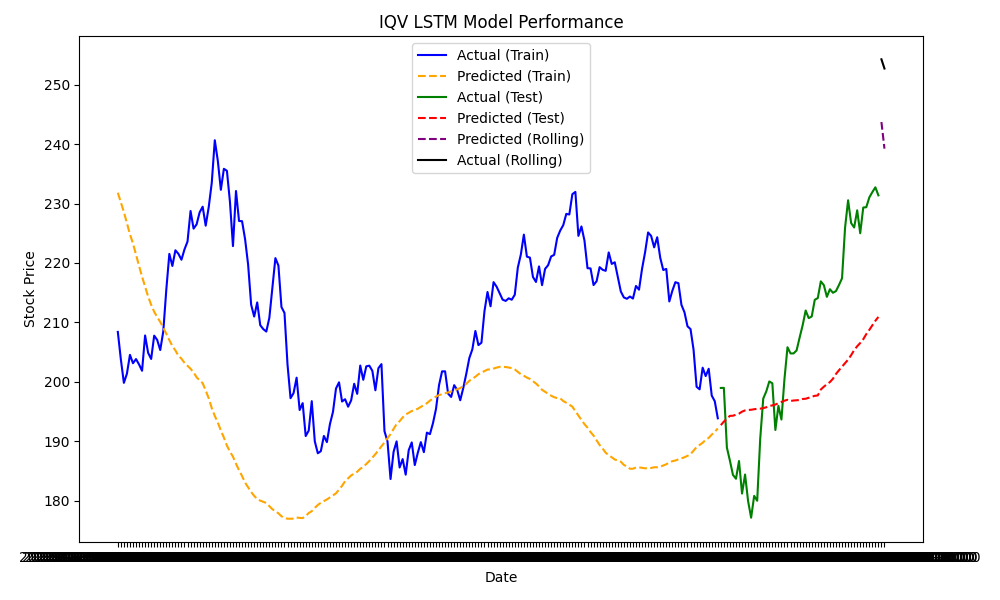 IQV LSTM Model Performance
Actual (Train)
Predicted (Train)
Actual (Test)
Predicted (Test)
Predicted (Rolling)
Actual (Rolling)
250
240
230
220
210
200
190
180
Stock Price
Date